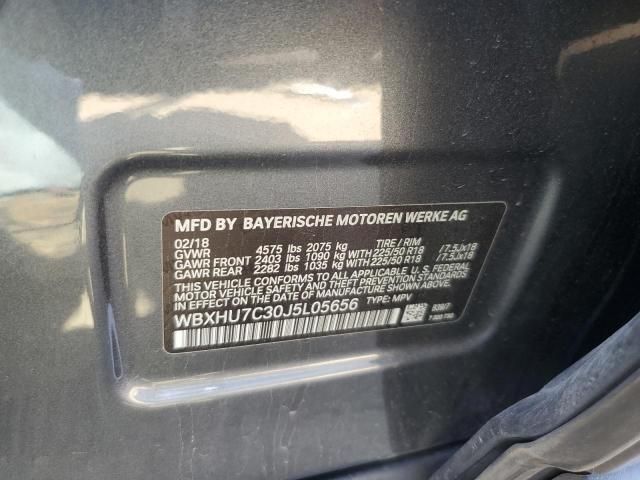 MFD BY BAYERISCHE MOTOREN WERKE AG
02/18 TIRE / RIM
GVWR 4575 lbs 2075 kg
GAWR FRONT 2403 lbs 1090 kg WITH 225/50 R18 /7.5Jx18
GAWR REAR 2282 lbs 1035 kg WITH 225/50 R18 /7.5Jx18
THIS VEHICLE CONFORMS TO ALL APPLICABLE U.S. FEDERAL
MOTOR VEHICLE SAFETY, BUMPER, AND THEFT PREVENTION STANDARDS
IN EFFECT ON THE DATE OF MANUFACTURE SHOWN ABOVE.
WBXHU7C30J5L05656 TYPE: MPV